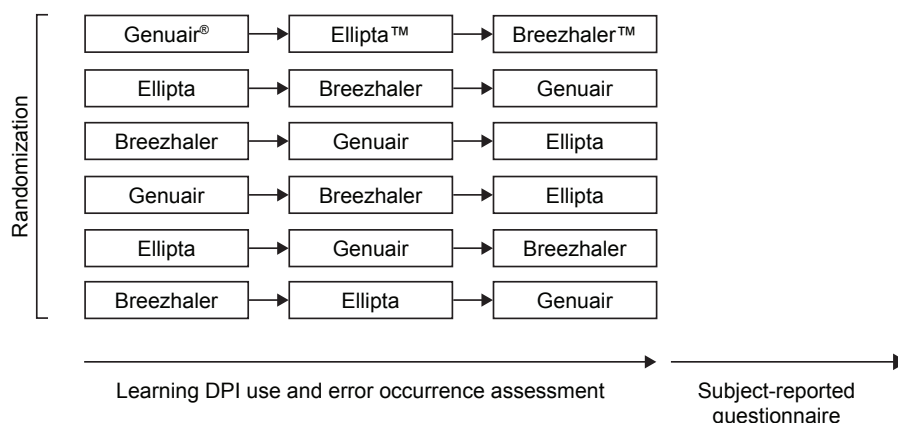 Randomization
Genuair® Ellipta™ Breezhaler™
Ellipta Breezhaler Genuair
Breezhaler Genuair Ellipta
Genuair Breezhaler Ellipta
Ellipta Genuair Breezhaler
Breezhaler Ellipta Genuair
Learning DPI use and error occurrence assessment
Subject-reported
questionnaire